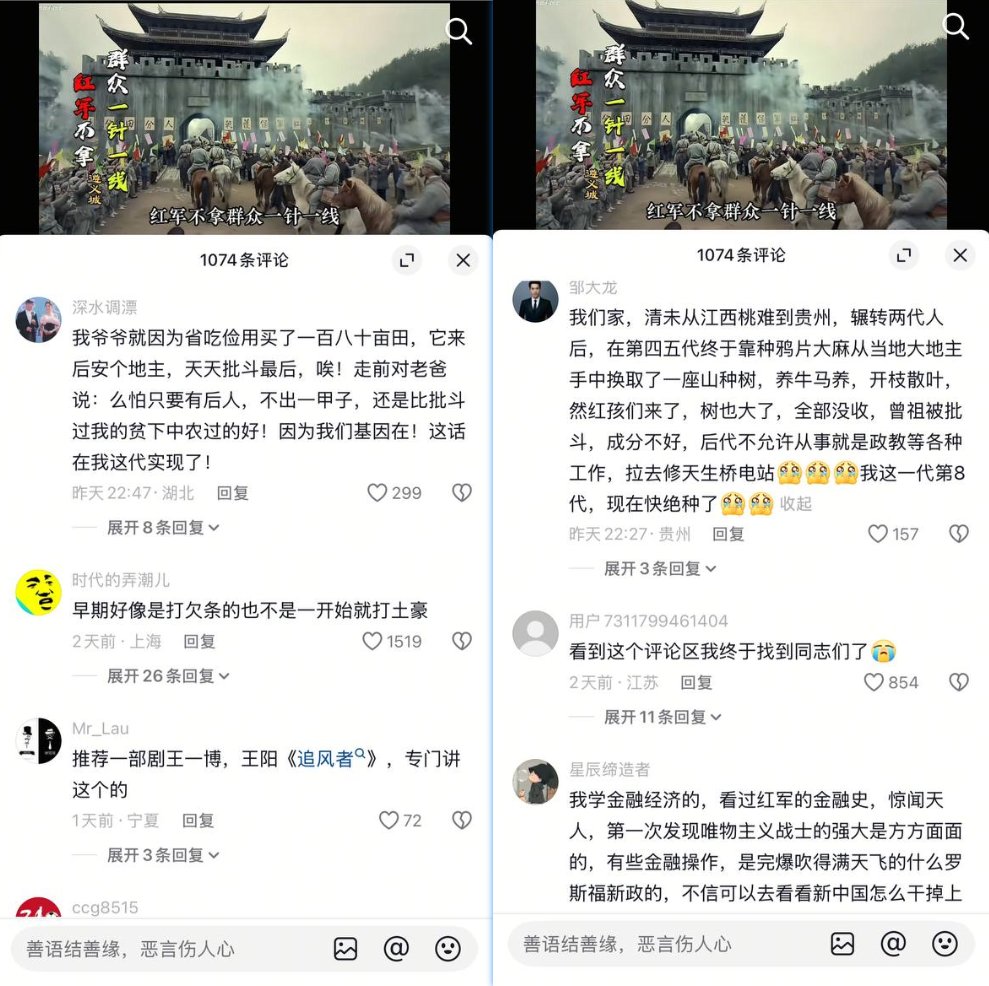 群众一针一线
红军不拿
遵义城
红军不拿群众一针一线
1074条评论
深水调漂
我爷爷就因为省吃俭用买了一百八十亩田，它来
后安个地主，天天批斗最后，唉！走前对老爸
说：么怕只要有后人，不出一甲子，还是比批斗
过我的贫下中农过的好！因为我们基因在！这话
在我这代实现了！
昨天 22:47 · 湖北 回复 299
展开8条回复
时代的弄潮儿
早期好像是打欠条的也不是一开始就打土豪
2天前 · 上海 回复 1519
展开26条回复
Mr_Lau
推荐一部剧王一博，王阳《追风者》，专门讲
这个的
1天前 · 宁夏 回复 72
展开3条回复
ccg8515
善语结善缘，恶言伤人心
群众一针一线
红军不拿
遵义城
红军不拿群众一针一线
1074条评论
邹大龙
我们家，清末从江西桃难到贵州，辗转两代人
后，在第四五代终于靠种鸦片大麻从当地大地主
手中换取了一座山种树，养牛马养，开枝散叶，
然红孩们来了，树也大了，全部没收，曾祖被批
斗，成分不好，后代不允许从事就是政教等各种
工作，拉去修天生桥电站😭😭😭我这一代第8
代，现在快绝种了😭😭 收起
昨天 22:27 · 贵州 回复 157
展开3条回复
用户7311799461404
看到这个评论区我终于找到同志们了😭
2天前 · 江苏 回复 854
展开11条回复
星辰缔造者
我学金融经济的，看过红军的金融史，惊闻天
人，第一次发现唯物主义战士的强大是方方面面
的，有些金融操作，是完爆吹得满天飞的什么罗
斯福新政的，不信可以去看看新中国怎么干掉上
善语结善缘，恶言伤人心